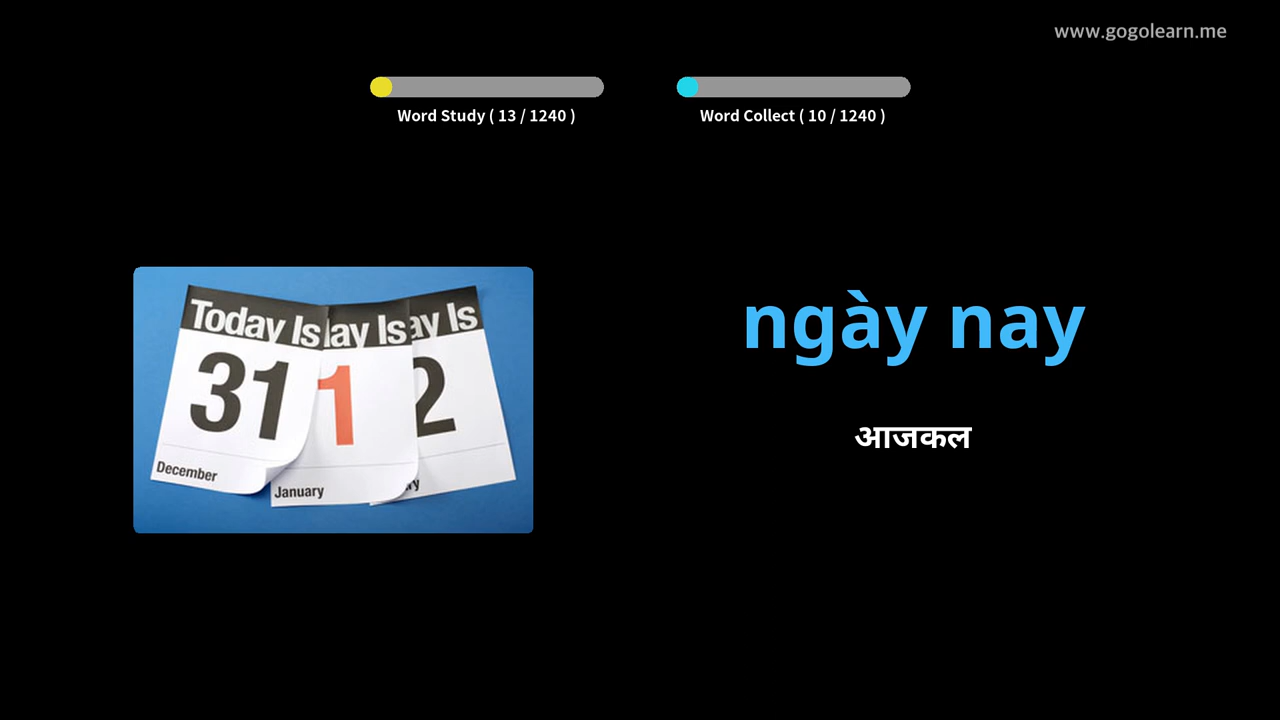 www.gogolearn.me
Word Study ( 13 / 1240 )
Word Collect ( 10 / 1240 )
Today Is
ay Is
ay Is
31
1
2
December
January
ry
ngày nay
आजकल